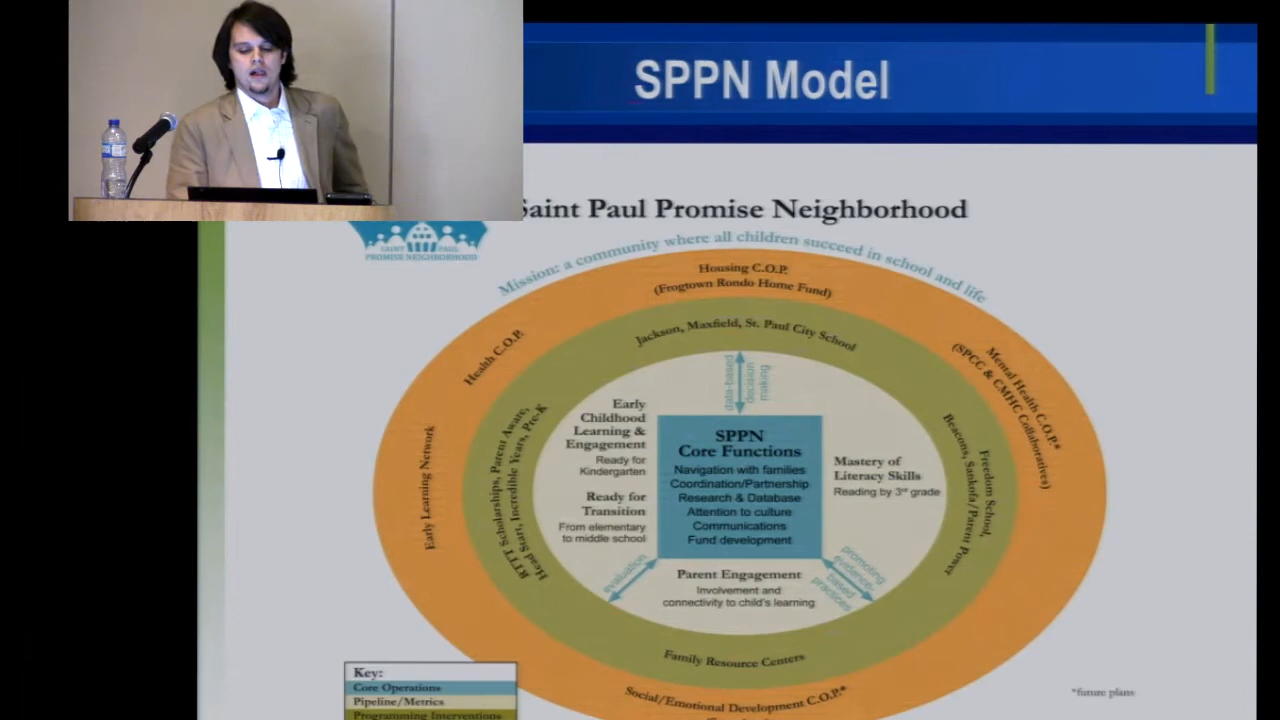 SPPN Model
Saint Paul Promise Neighborhood
SAINT PAUL
PROMISE NEIGHBORHOOD
Mission: a community where all children succeed in school and life
Housing C.O.P.
(Frogtown Rondo Home Fund)
Health C.O.P.
Early Learning Network
Mental Health C.O.P.*
(SPCC & CMHC Collaboratives)
Jackson, Maxfield, St. Paul City School
RTTT Scholarships, Parent Aware,
Head Start, Incredible Years, Pre-K
Freedom School,
Beacons, Sankofa/Parent Power
data-based
decision
making
Early
Childhood
Learning &
Engagement
Ready for
Kindergarten
Ready for
Transition
From elementary
to middle school
SPPN
Core Functions
Navigation with families
Coordination/Partnership
Research & Database
Attention to culture
Communications
Fund development
Mastery of
Literacy Skills
Reading by 3rd grade
evaluation
promoting
evidence-
based
practices
Parent Engagement
Involvement and
connectivity to child's learning
Family Resource Centers
Social/Emotional Development C.O.P.*
Key:
Core Operations
Pipeline/Metrics
Programming Interventions
*future plans